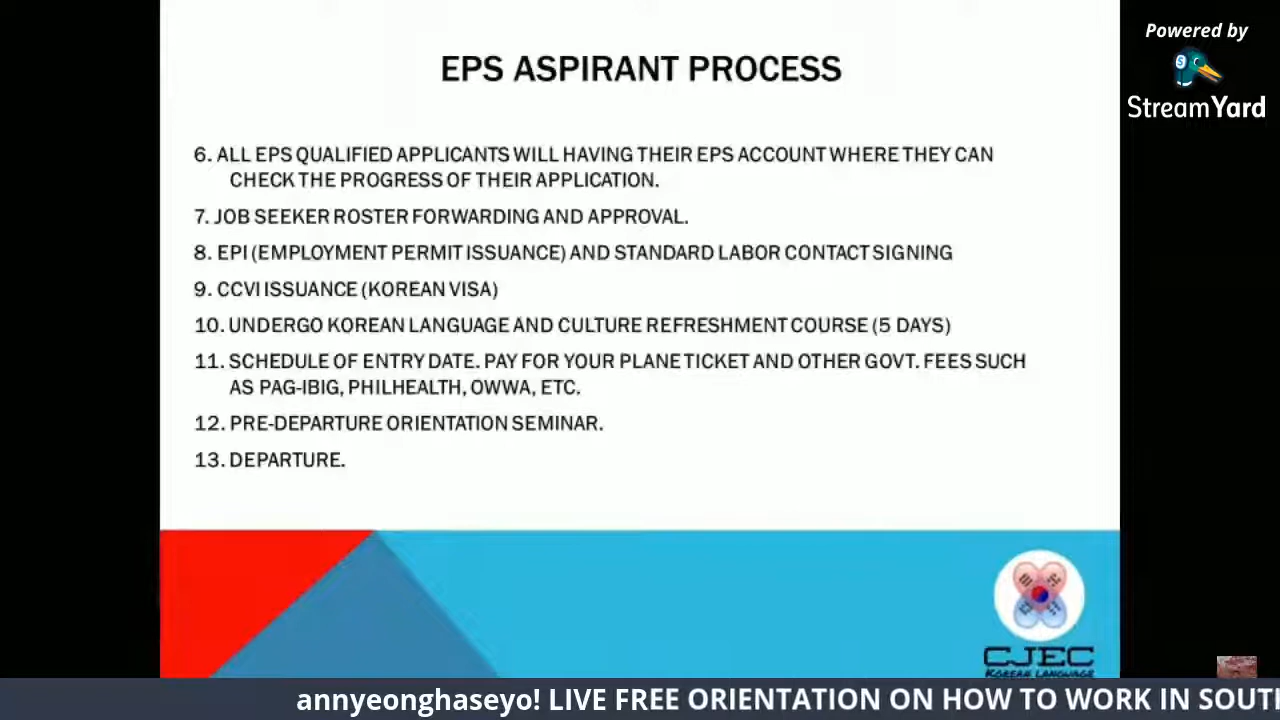 Powered by
StreamYard
EPS ASPIRANT PROCESS
6. ALL EPS QUALIFIED APPLICANTS WILL HAVING THEIR EPS ACCOUNT WHERE THEY CAN
CHECK THE PROGRESS OF THEIR APPLICATION.
7. JOB SEEKER ROSTER FORWARDING AND APPROVAL.
8. EPI (EMPLOYMENT PERMIT ISSUANCE) AND STANDARD LABOR CONTACT SIGNING
9. CCVI ISSUANCE (KOREAN VISA)
10. UNDERGO KOREAN LANGUAGE AND CULTURE REFRESHMENT COURSE (5 DAYS)
11. SCHEDULE OF ENTRY DATE. PAY FOR YOUR PLANE TICKET AND OTHER GOVT. FEES SUCH
AS PAG-IBIG, PHILHEALTH, OWWA, ETC.
12. PRE-DEPARTURE ORIENTATION SEMINAR.
13. DEPARTURE.
CJEC
KOREAN LANGUAGE
annyeonghaseyo! LIVE FREE ORIENTATION ON HOW TO WORK IN SOUTH